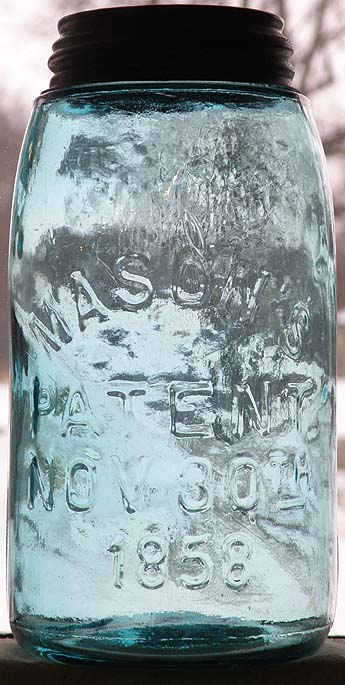 MASON'S
PATENT
NOV 30TH
1858